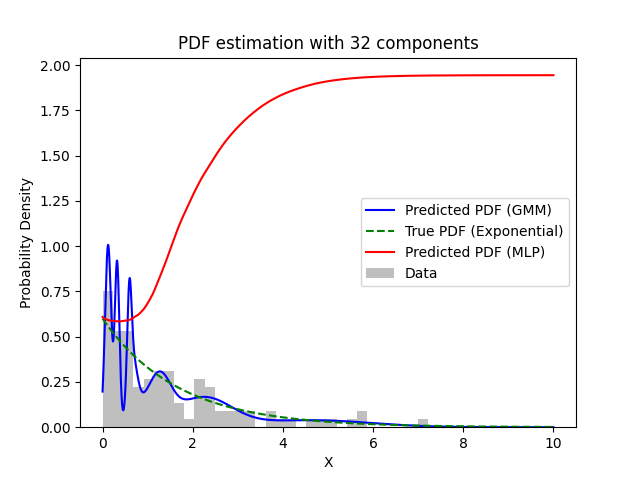 PDF estimation with 32 components
Probability Density
2.00
1.75
1.50
1.25
1.00
0.75
0.50
0.25
0.00
Predicted PDF (GMM)
True PDF (Exponential)
Predicted PDF (MLP)
Data
0 2 4 6 8 10
X